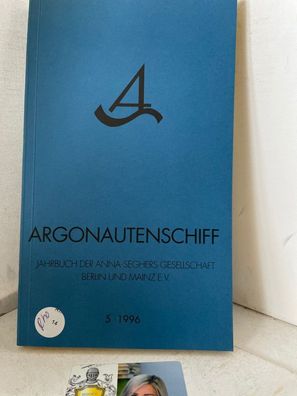 ARGONAUTENSCHIFF
JAHRBUCH DER ANNA-SEGHERS-GESELLSCHAFT
BERLIN UND MAINZ E.V.
5 1996